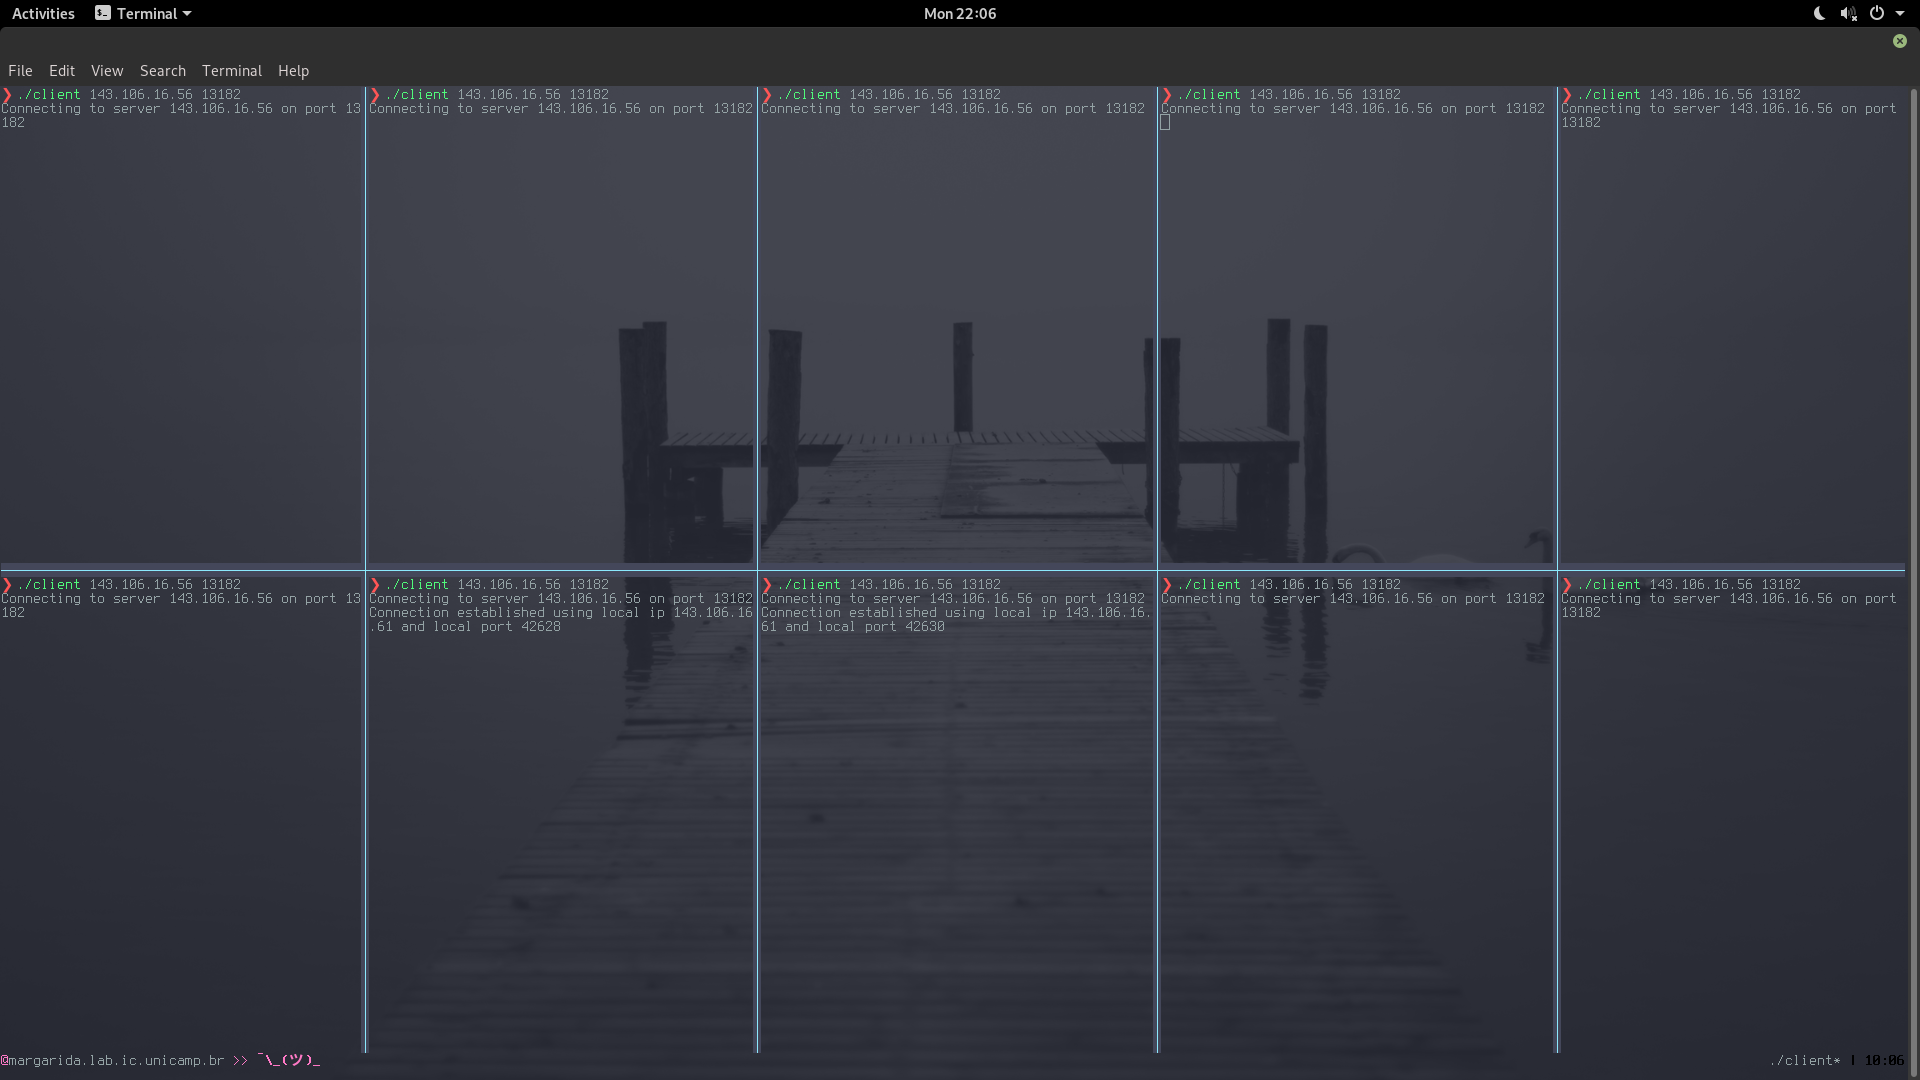 Activities Terminal Mon 22:06
File Edit View Search Terminal Help
❯ ./client 143.106.16.56 13182
Connecting to server 143.106.16.56 on port 13
182
❯ ./client 143.106.16.56 13182
Connecting to server 143.106.16.56 on port 13182
❯ ./client 143.106.16.56 13182
Connecting to server 143.106.16.56 on port 13182
❯ ./client 143.106.16.56 13182
Connecting to server 143.106.16.56 on port 13182
❯ ./client 143.106.16.56 13182
Connecting to server 143.106.16.56 on port
13182
❯ ./client 143.106.16.56 13182
Connecting to server 143.106.16.56 on port 13
182
❯ ./client 143.106.16.56 13182
Connecting to server 143.106.16.56 on port 13182
Connection established using local ip 143.106.16
.61 and local port 42628
❯ ./client 143.106.16.56 13182
Connecting to server 143.106.16.56 on port 13182
Connection established using local ip 143.106.16.
61 and local port 42630
❯ ./client 143.106.16.56 13182
Connecting to server 143.106.16.56 on port 13182
❯ ./client 143.106.16.56 13182
Connecting to server 143.106.16.56 on port
13182
@margarida.lab.ic.unicamp.br >> ¯\_(ツ)_ ./client* | 10:06